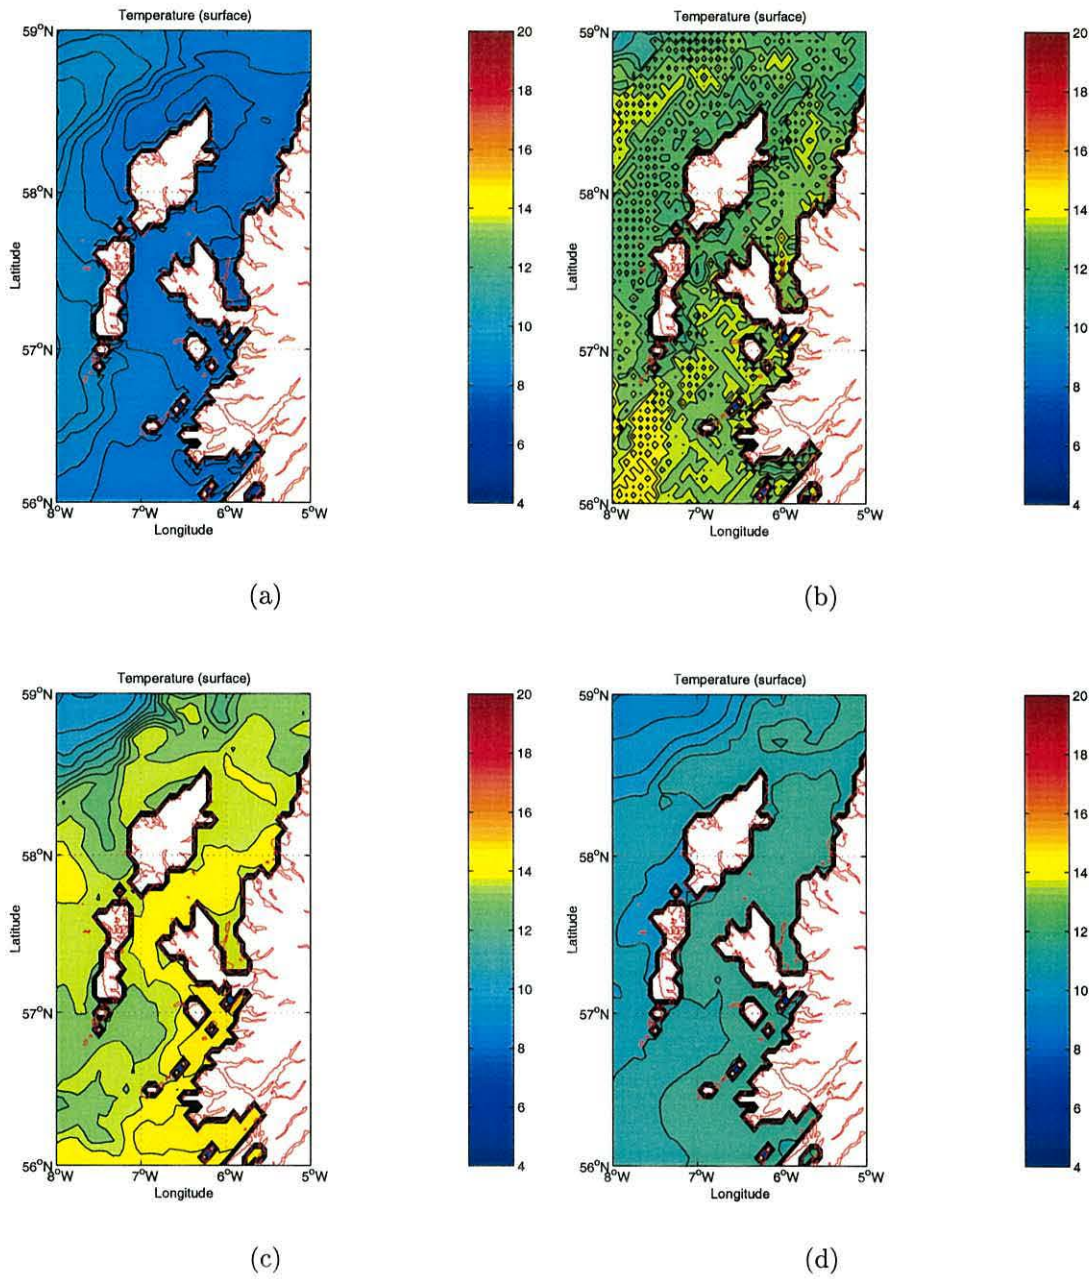 Temperature (surface)
59°N
58°N
57°N
56°N
8°W
7°W
6°W
5°W
Latitude
Longitude
20
18
16
14
12
10
8
6
4
(a)
Temperature (surface)
59°N
58°N
57°N
56°N
8°W
7°W
6°W
5°W
Latitude
Longitude
20
18
16
14
12
10
8
6
4
(b)
Temperature (surface)
59°N
58°N
57°N
56°N
8°W
7°W
6°W
5°W
Latitude
Longitude
20
18
16
14
12
10
8
6
4
(c)
Temperature (surface)
59°N
58°N
57°N
56°N
8°W
7°W
6°W
5°W
Latitude
Longitude
20
18
16
14
12
10
8
6
4
(d)